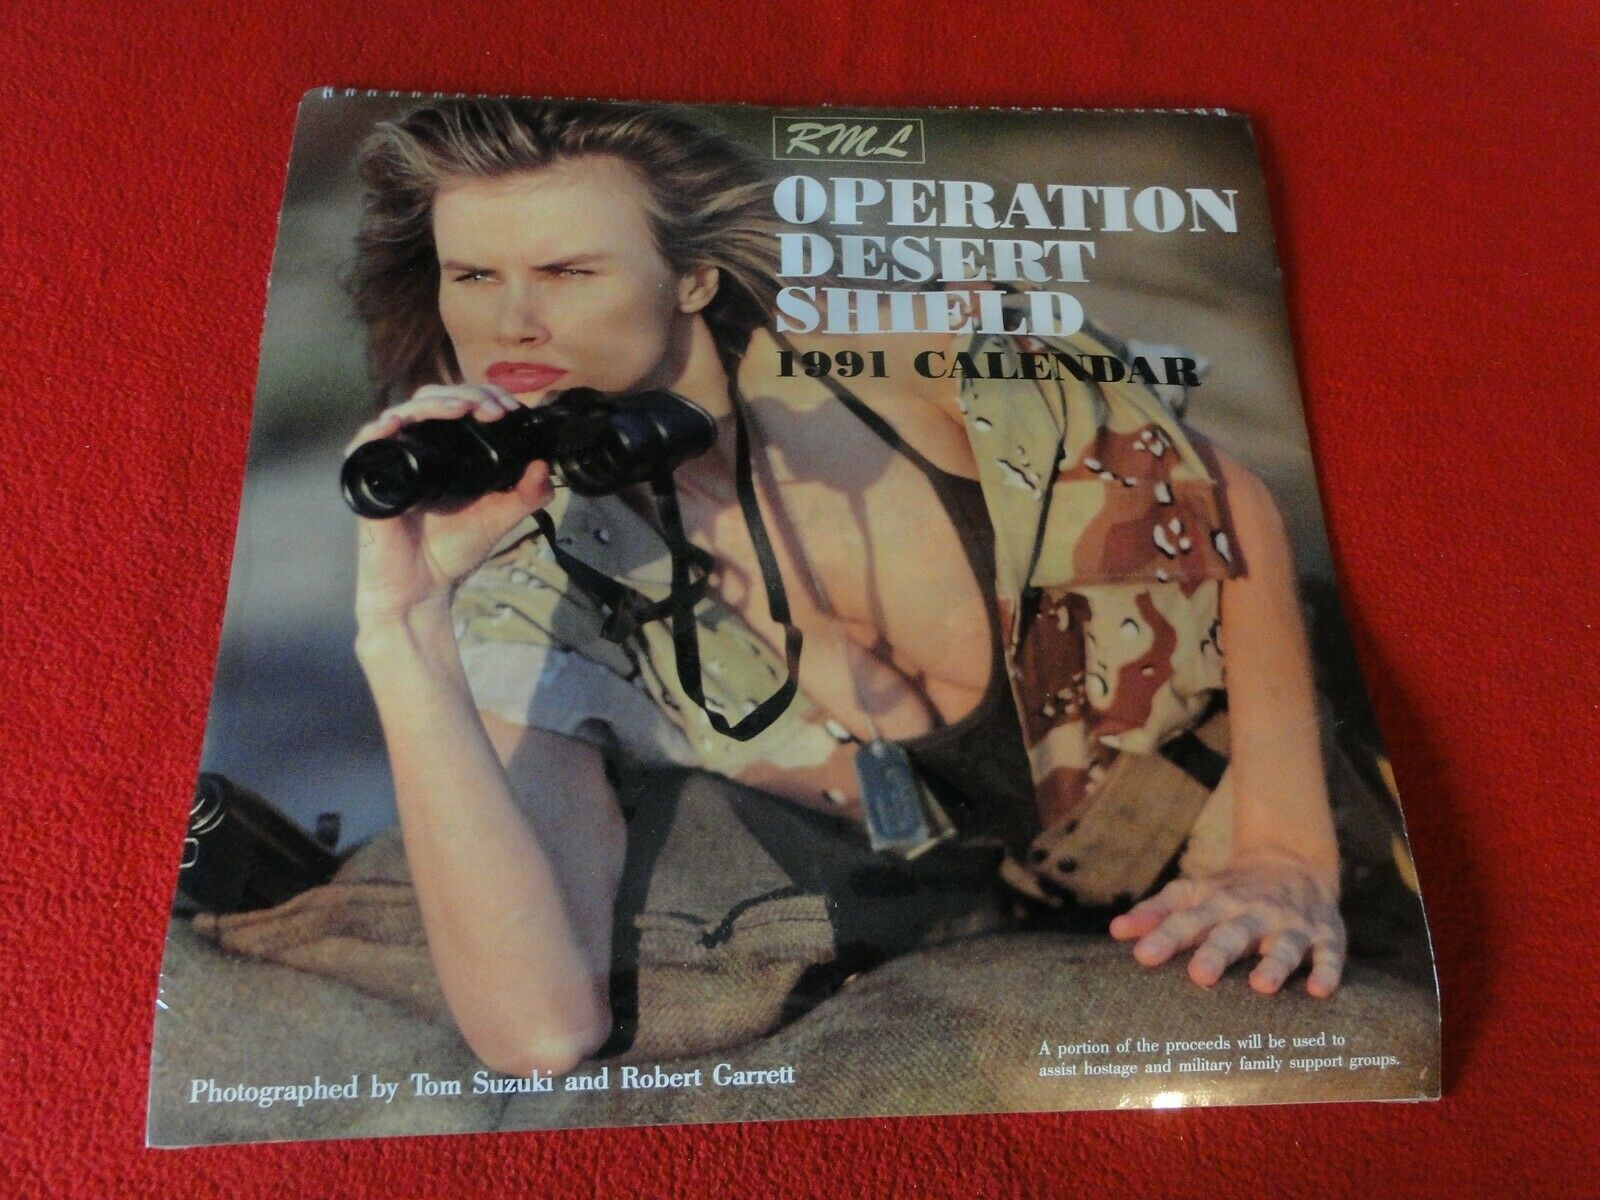 RML
OPERATION
DESERT
SHIELD
1991 CALENDAR
Photographed by Tom Suzuki and Robert Garrett
A portion of the proceeds will be used to
assist hostage and military family support groups.